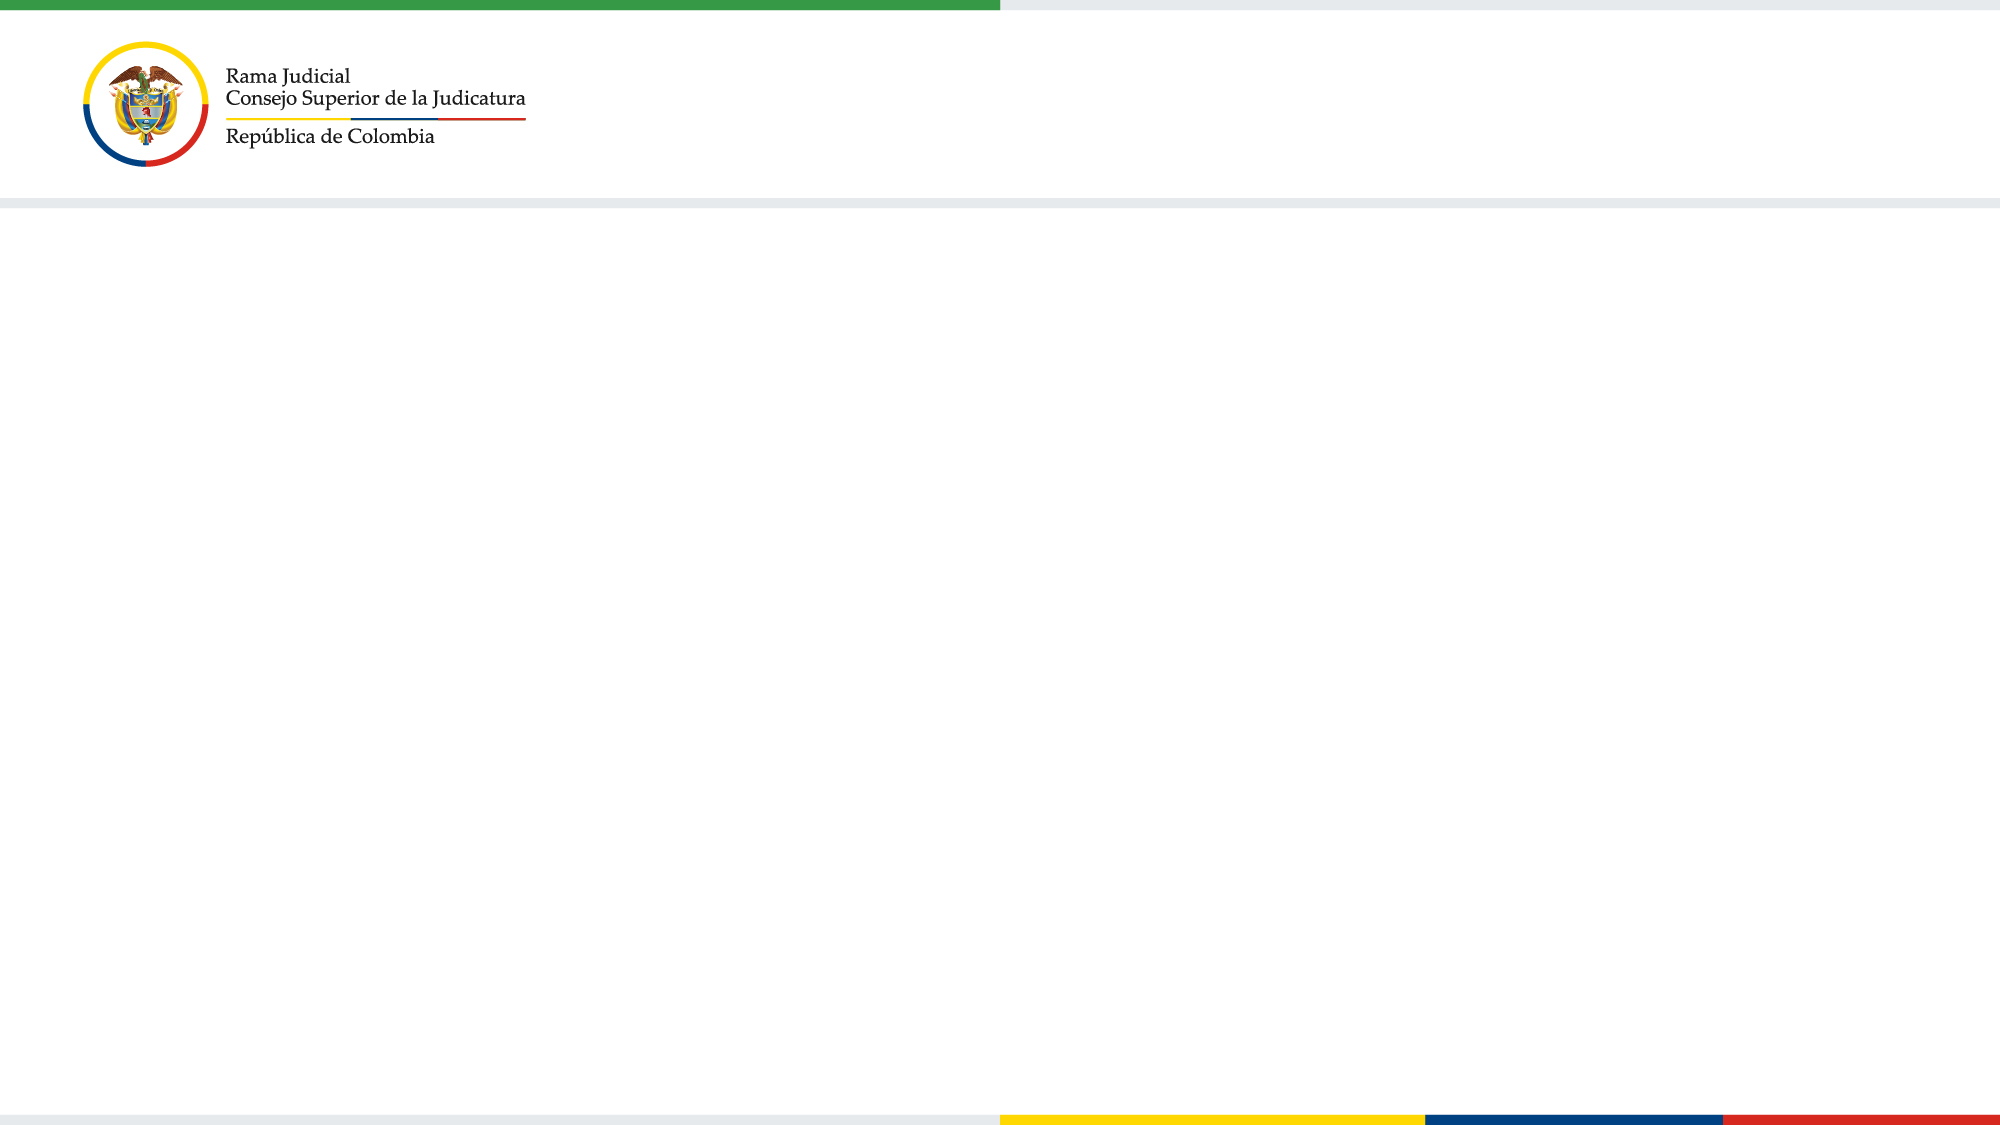 Rama Judicial
Consejo Superior de la Judicatura
República de Colombia